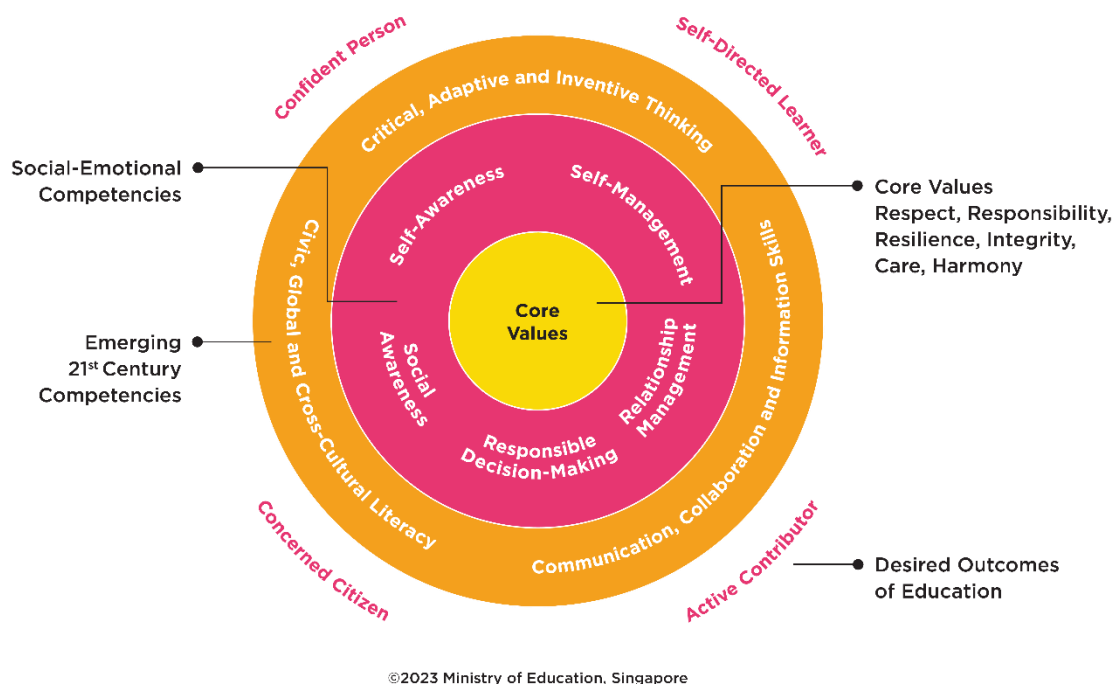 Confident Person
Self-Directed Learner
Critical, Adaptive and Inventive Thinking
Social-Emotional
Competencies
Self-Awareness
Self-Management
Core Values
Respect, Responsibility,
Resilience, Integrity,
Care, Harmony
Core
Values
Emerging
21st Century
Competencies
Civic, Global and Cross-Cultural Literacy
Social
Awareness
Relationship
Management
Responsible
Decision-Making
Communication, Collaboration and Information Skills
Concerned Citizen
Active Contributor
Desired Outcomes
of Education
©2023 Ministry of Education, Singapore